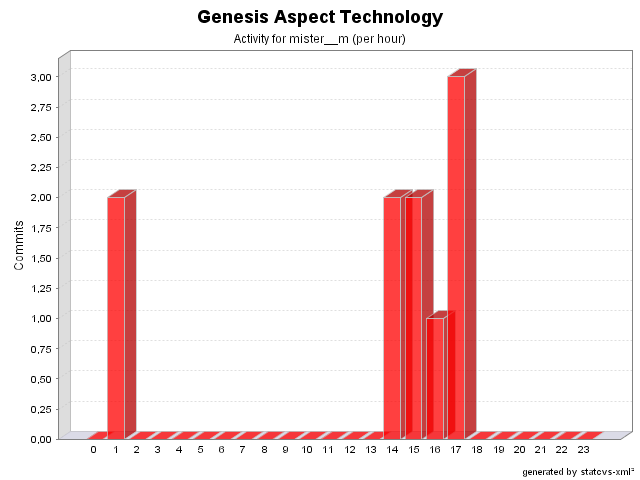 Genesis Aspect Technology
Activity for mister__m (per hour)
Commits
3,00
2,75
2,50
2,25
2,00
1,75
1,50
1,25
1,00
0,75
0,50
0,25
0,00
0 1 2 3 4 5 6 7 8 9 10 11 12 13 14 15 16 17 18 19 20 21 22 23
generated by statcvs-xml²